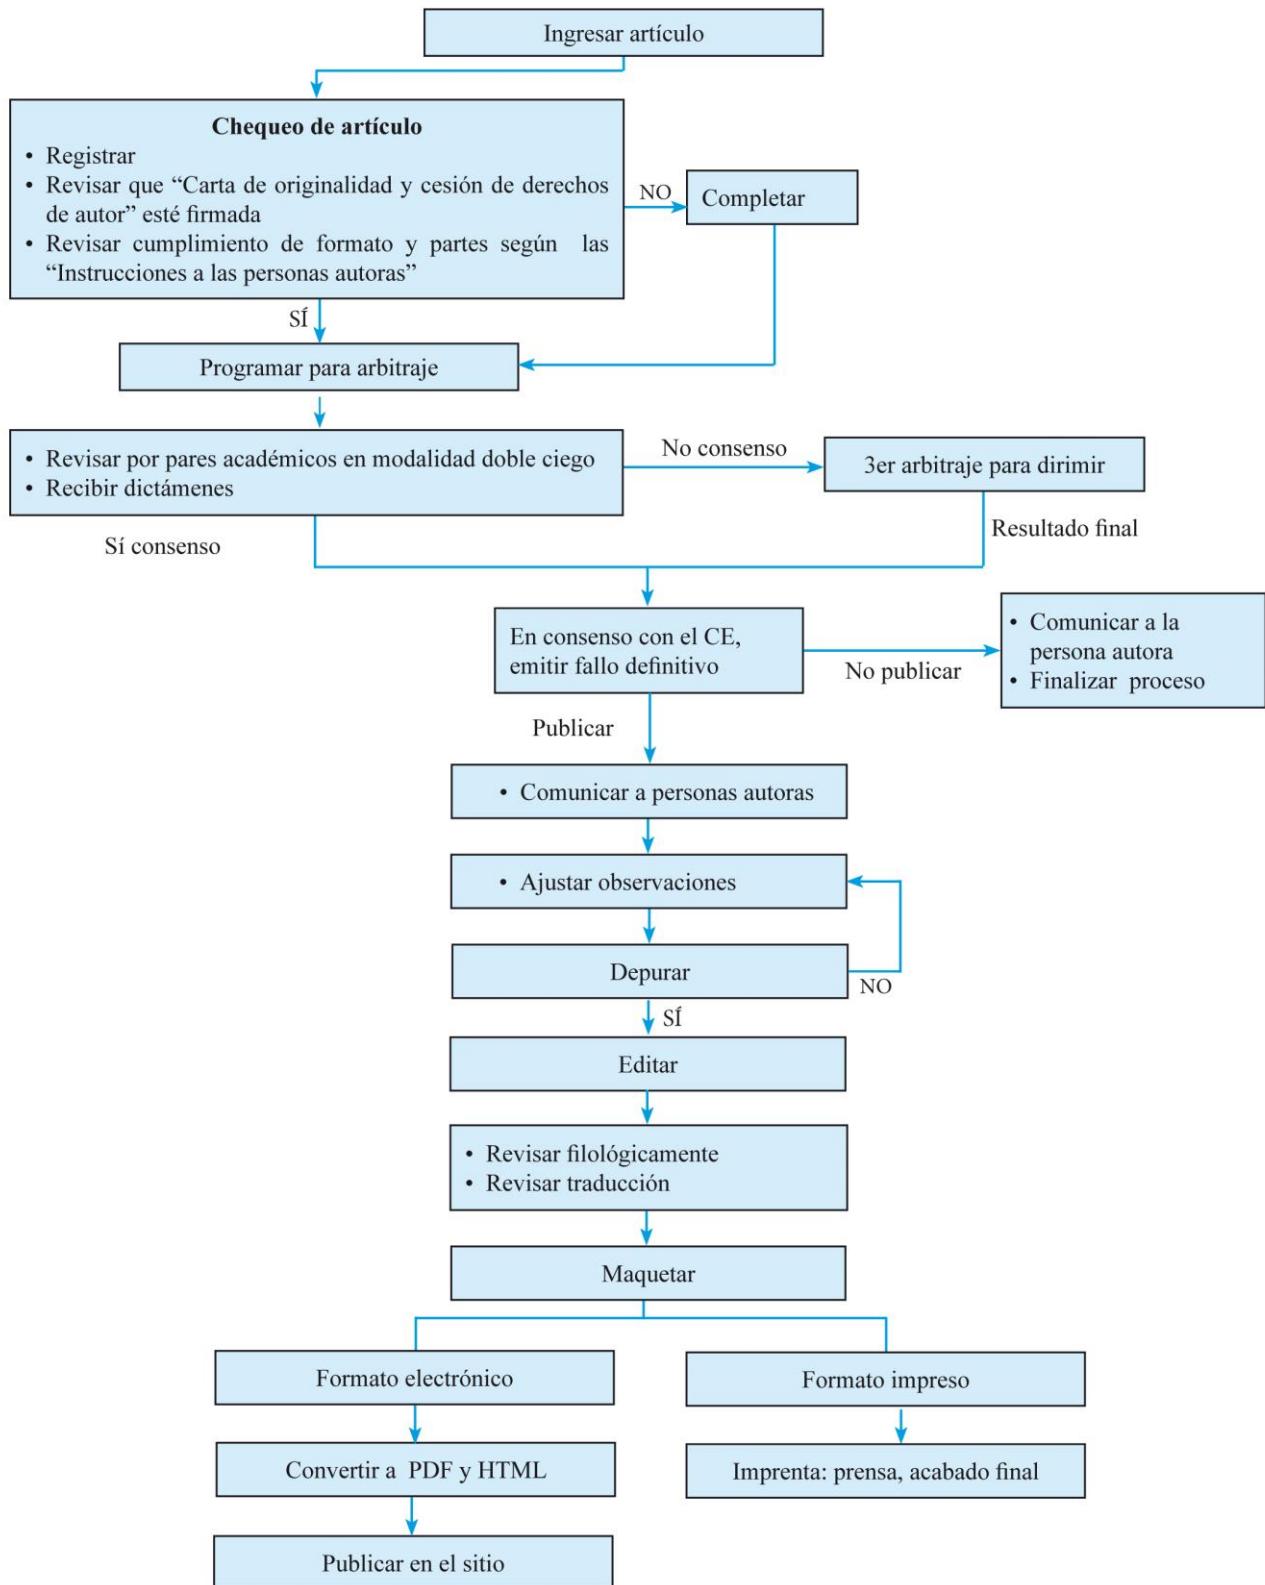 Ingresar artículo
Chequeo de artículo
• Registrar
• Revisar que “Carta de originalidad y cesión de derechos
de autor” esté firmada
• Revisar cumplimiento de formato y partes según las
“Instrucciones a las personas autoras”
NO
Completar
SÍ
Programar para arbitraje
• Revisar por pares académicos en modalidad doble ciego
• Recibir dictámenes
No consenso
3er arbitraje para dirimir
Sí consenso
Resultado final
En consenso con el CE,
emitir fallo definitivo
No publicar
• Comunicar a la
persona autora
• Finalizar proceso
Publicar
• Comunicar a personas autoras
• Ajustar observaciones
Depurar
NO
SÍ
Editar
• Revisar filológicamente
• Revisar traducción
Maquetar
Formato electrónico
Formato impreso
Convertir a PDF y HTML
Imprenta: prensa, acabado final
Publicar en el sitio